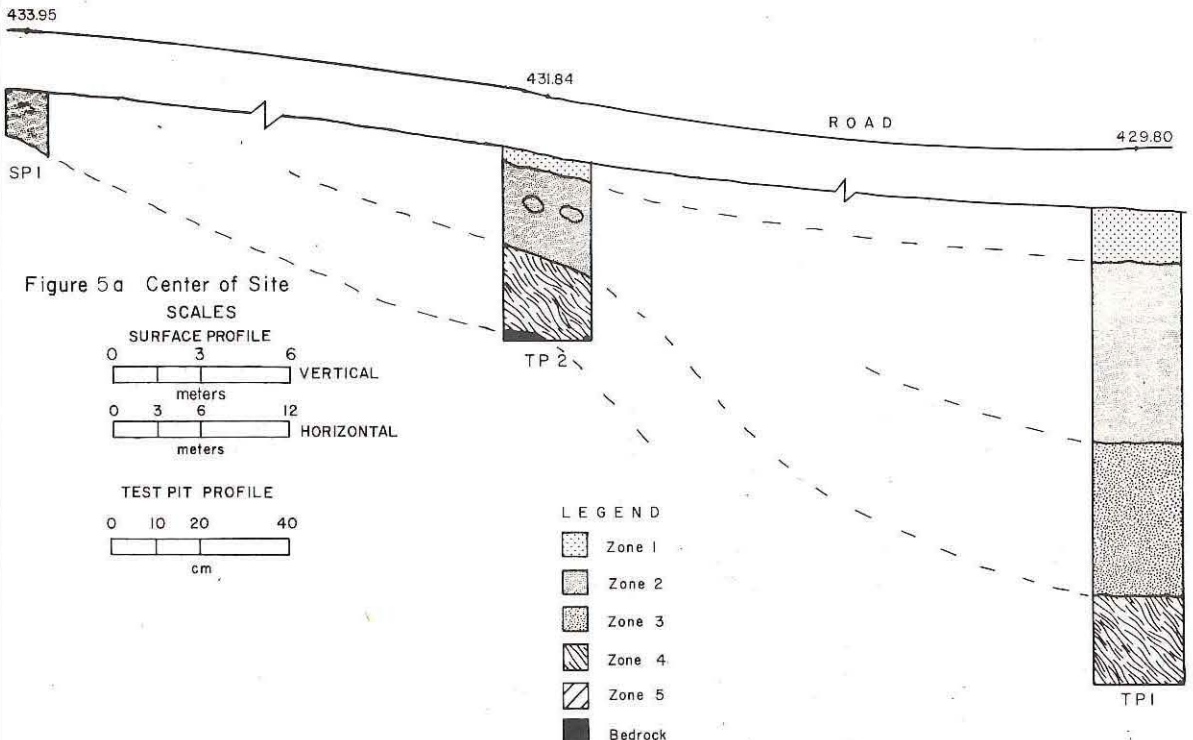 433.95
431.84
ROAD
429.80
SP1
TP 2
TP1
Figure 5a Center of Site
SCALES
SURFACE PROFILE
0 3 6
VERTICAL
meters
0 3 6 12
HORIZONTAL
meters
TEST PIT PROFILE
0 10 20 40
cm
LEGEND
Zone 1
Zone 2
Zone 3
Zone 4
Zone 5
Bedrock